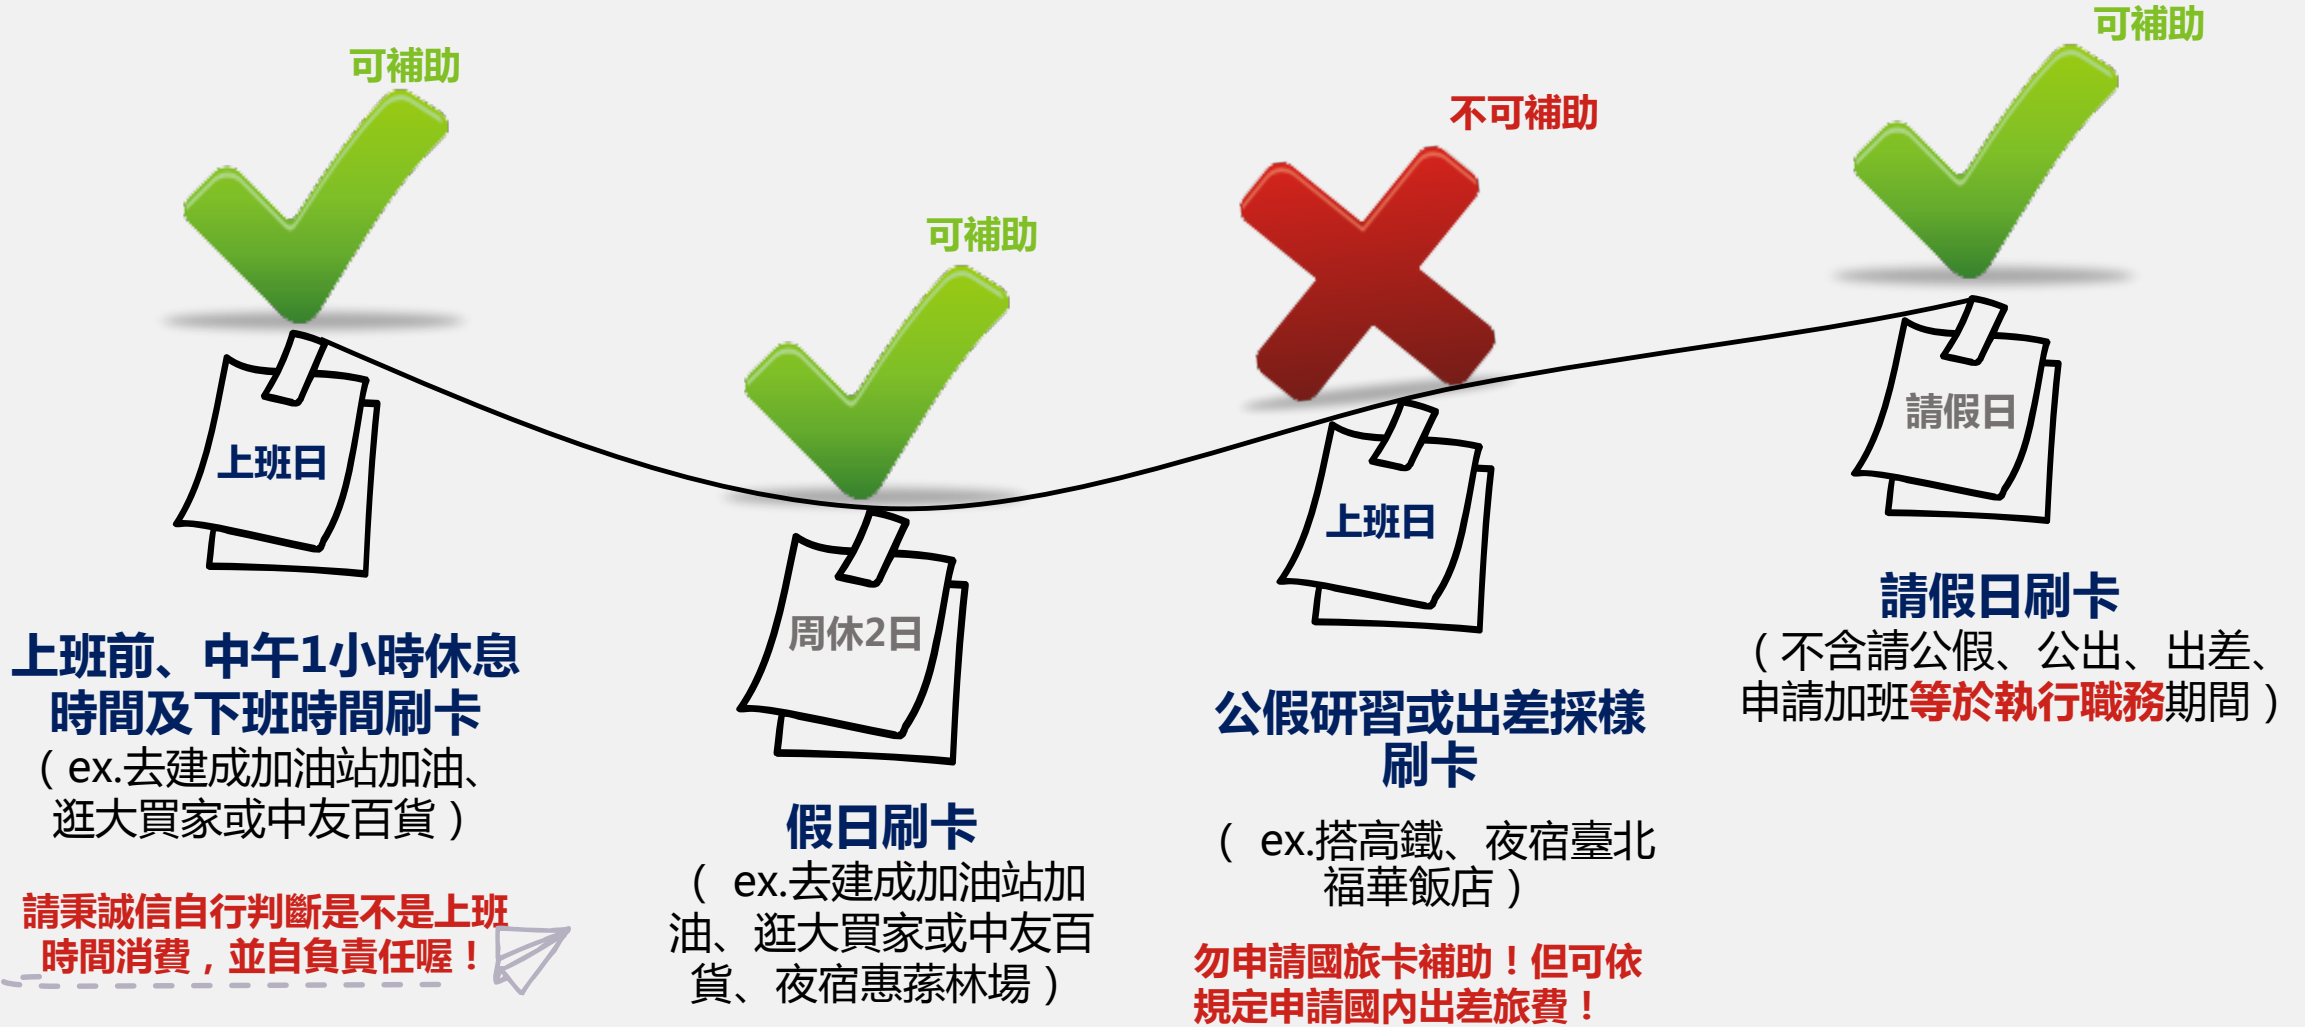 可補助
上班日
上班前、中午1小時休息
時間及下班時間刷卡
（ex.去建成加油站加油、
逛大買家或中友百貨）
請秉誠信自行判斷是不是上班
時間消費，並自負責任喔！
可補助
周休2日
假日刷卡
（ ex.去建成加油站加
油、逛大買家或中友百
貨、夜宿惠蓀林場）
不可補助
上班日
公假研習或出差採樣
刷卡
（ ex.搭高鐵、夜宿臺北
福華飯店）
勿申請國旅卡補助！但可依
規定申請國內出差旅費！
可補助
請假日
請假日刷卡
（不含請公假、公出、出差、
申請加班等於執行職務期間）